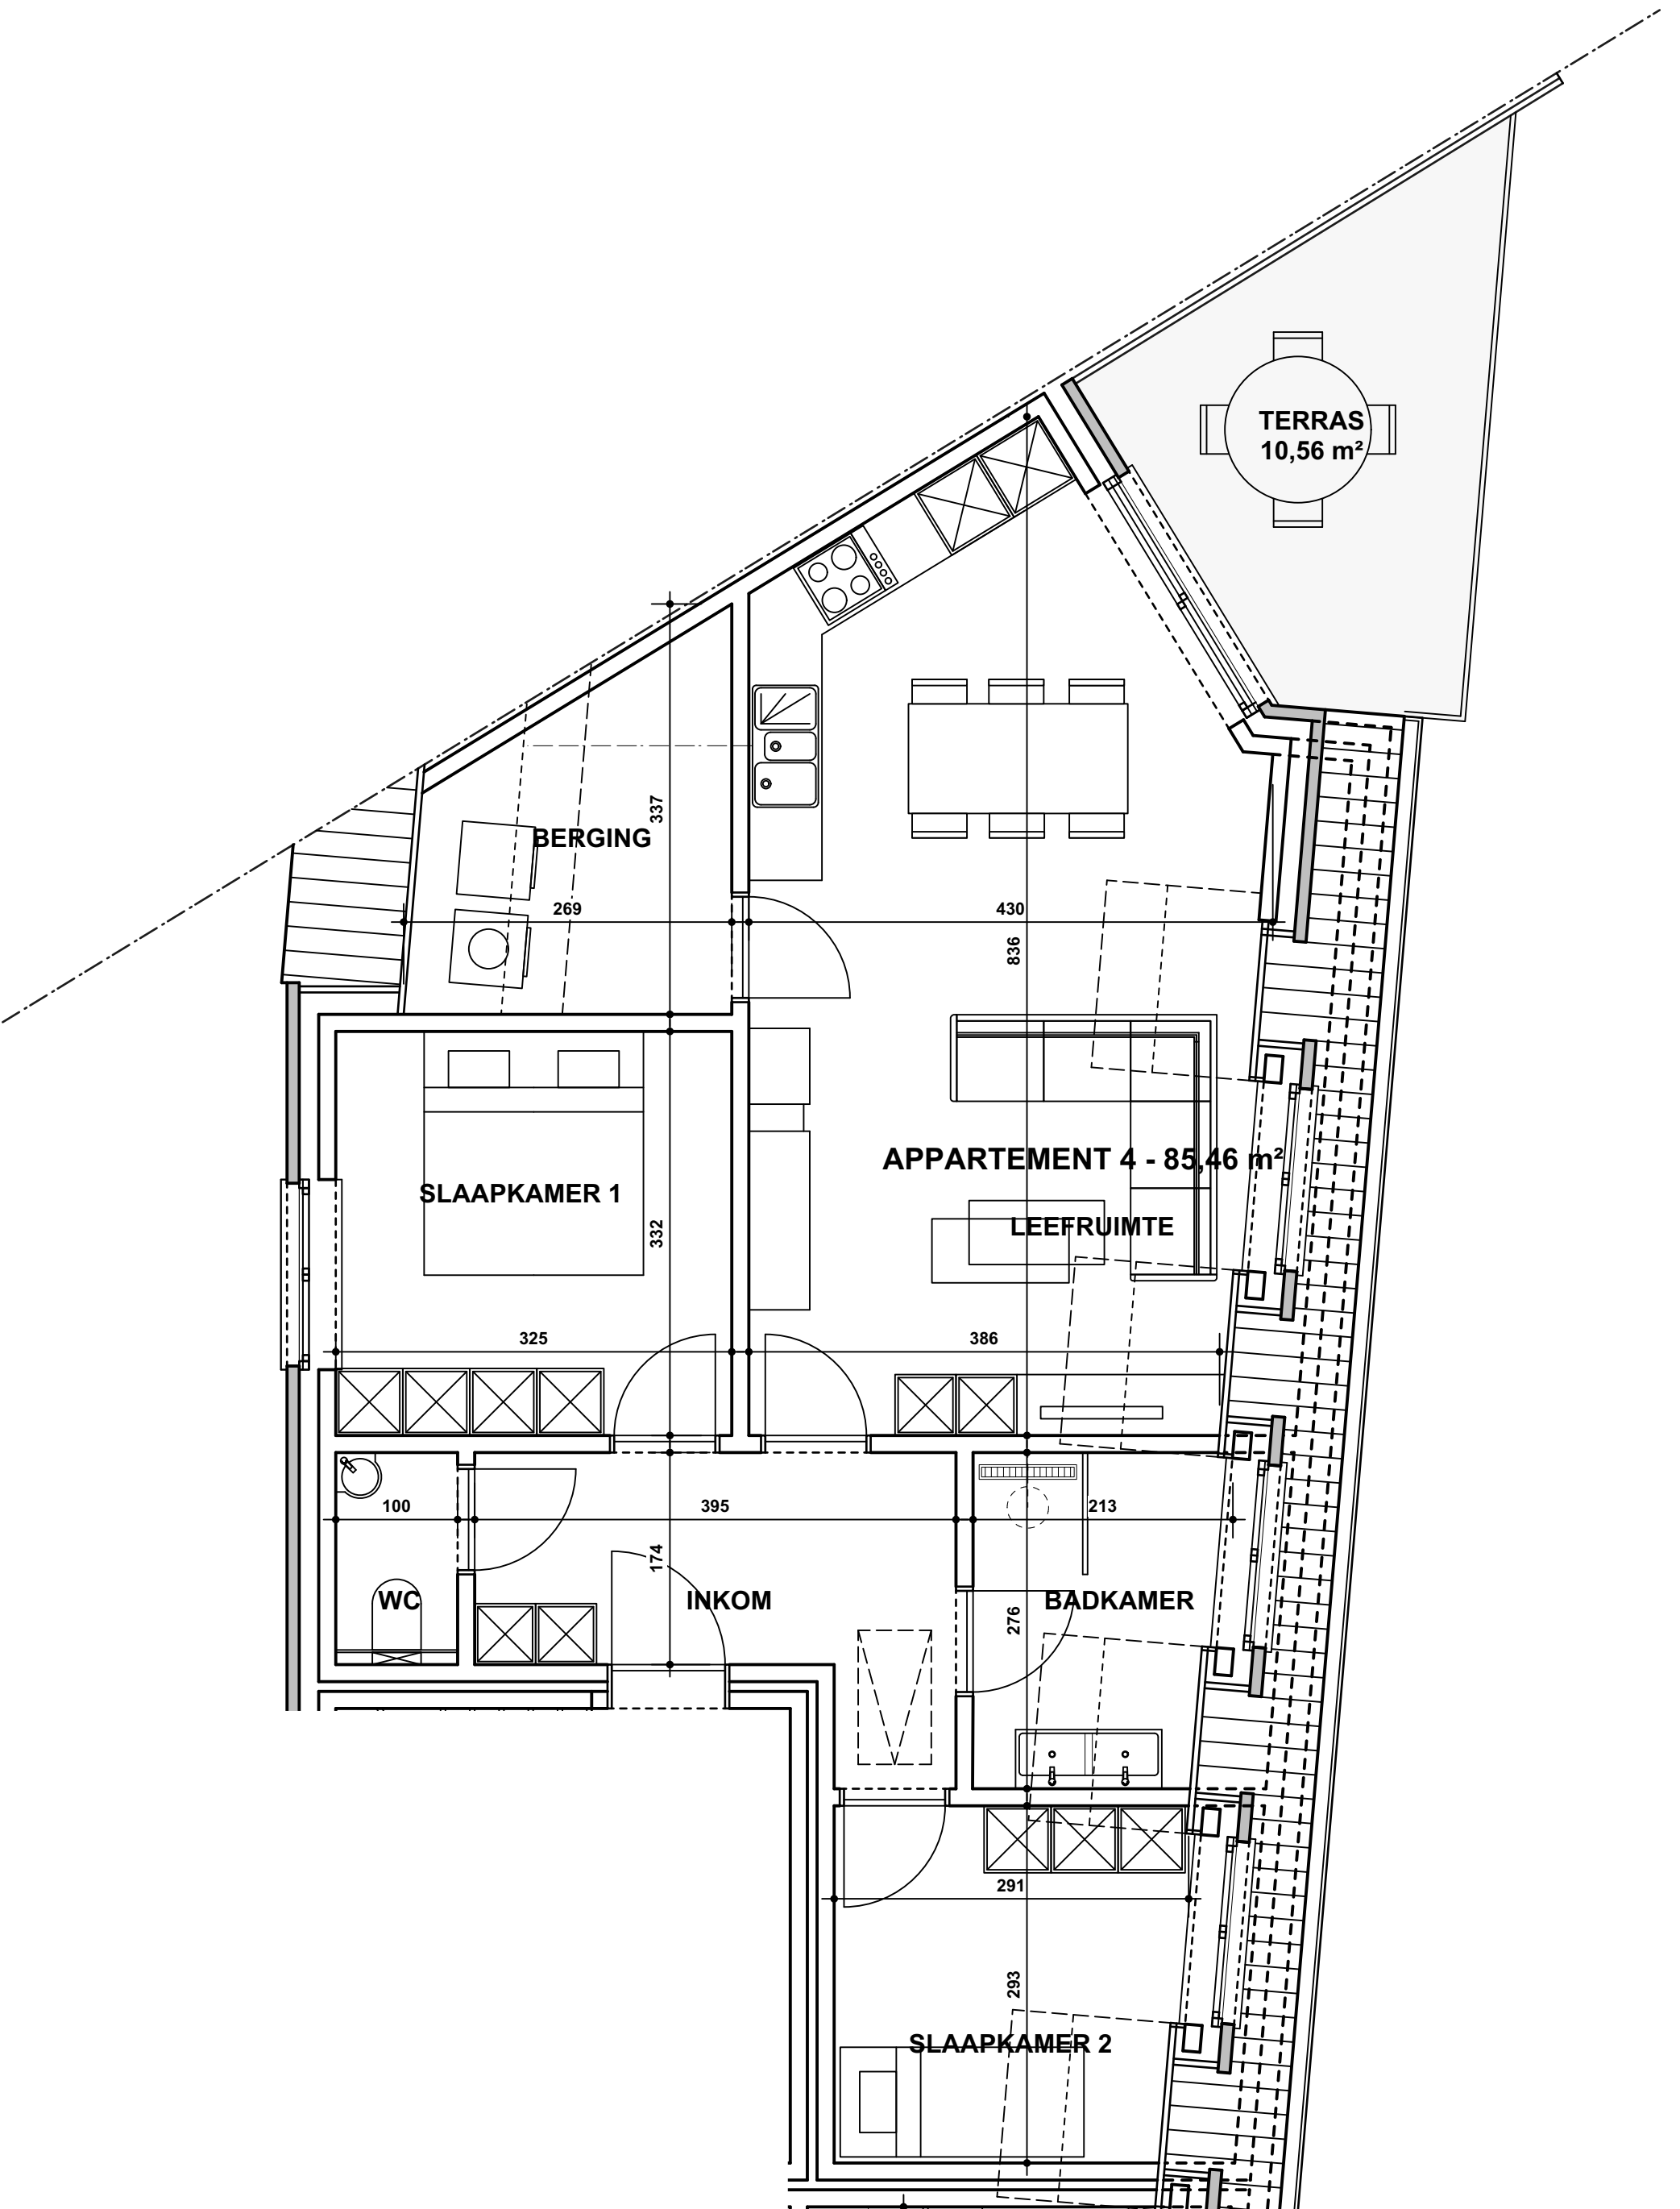 TERRAS
10,56 m²
337
BERGING
269
430
836
APPARTEMENT 4 - 85,46 m²
SLAAPKAMER 1
332
LEEFRUIMTE
325
386
100
395
213
174
WC
INKOM
BADKAMER
276
291
293
SLAAPKAMER 2